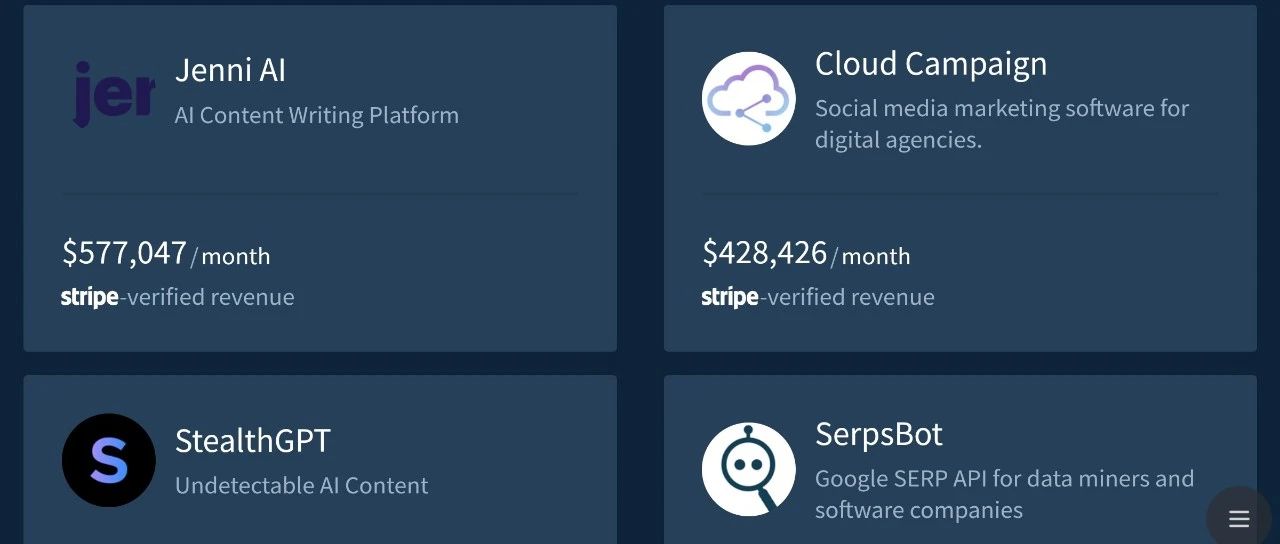 jer
Jenni AI
AI Content Writing Platform
$577,047/month
stripe-verified revenue
Cloud Campaign
Social media marketing software for
digital agencies.
$428,426/month
stripe-verified revenue
S
StealthGPT
Undetectable AI Content
SerpsBot
Google SERP API for data miners and
software companies